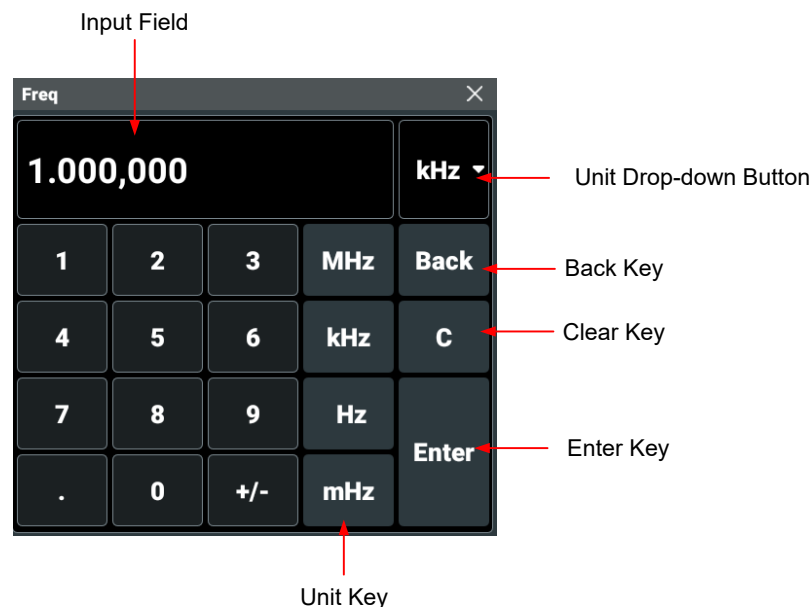 Input Field
Freq
1.000,000 kHz
Unit Drop-down Button
1 2 3 MHz Back
Back Key
4 5 6 kHz C
Clear Key
7 8 9 Hz
Enter
Enter Key
. 0 +/- mHz
Unit Key